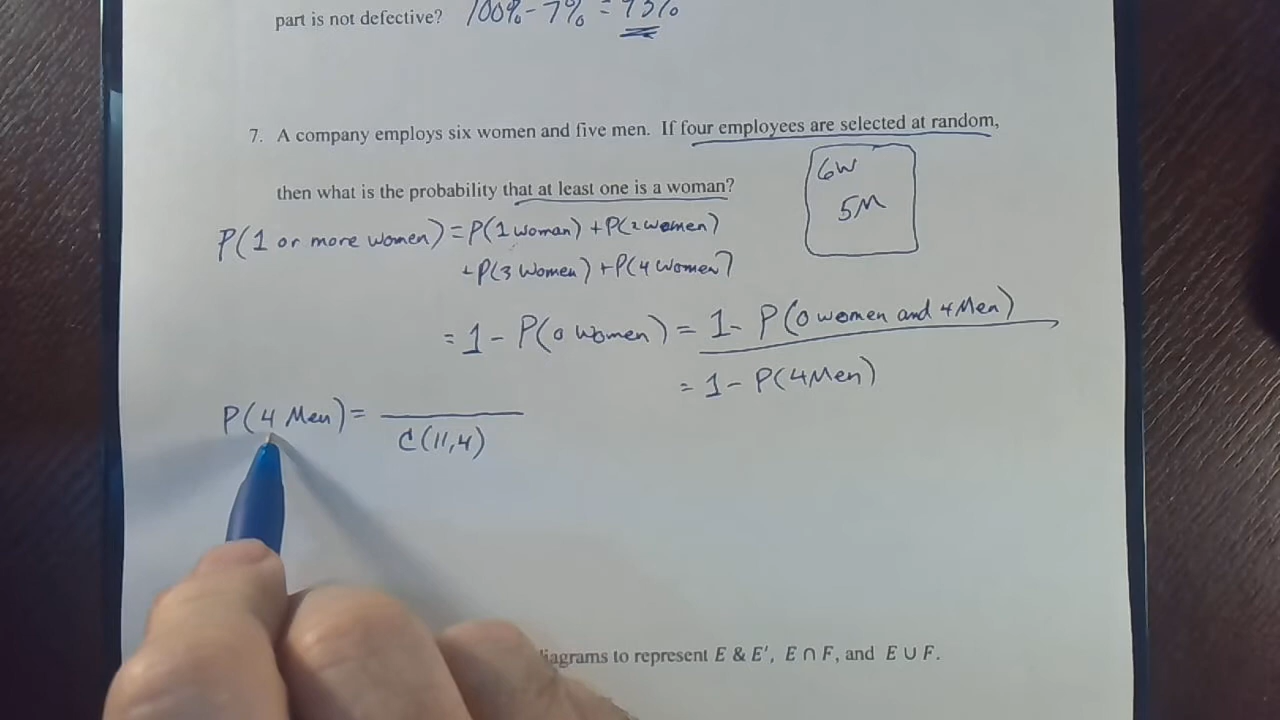 part is not defective? 100% - 7% = 93%
7. A company employs six women and five men. If four employees are selected at random,
then what is the probability that at least one is a woman?
6W
5M
P(1 or more women) = P(1 woman) + P(2 women)
+ P(3 women) + P(4 women)
= 1 - P(0 women) = 1 - P(0 women and 4 Men)
= 1 - P(4 Men)
P(4 Men) =
C(11,4)
diagrams to represent E & E', E ∩ F, and E ∪ F.